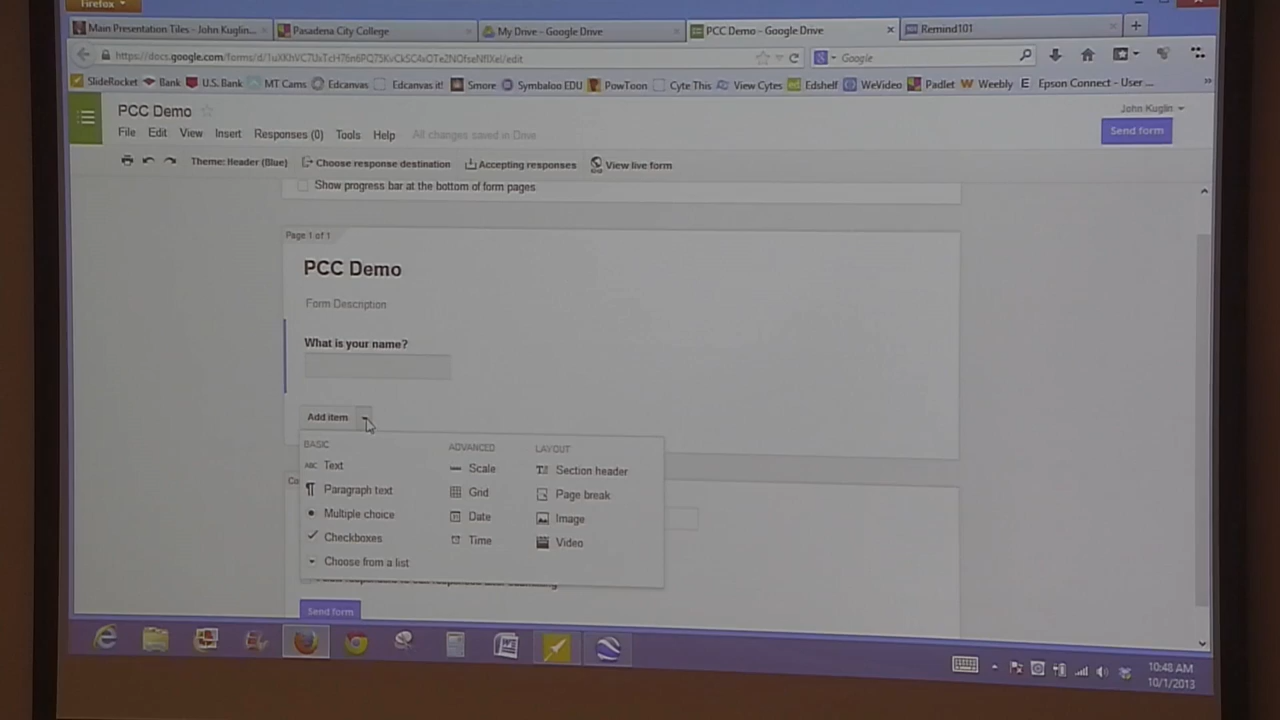 Firefox
Main Presentation Tiles - John Kuglin...
Pasadena City College
My Drive - Google Drive
PCC Demo - Google Drive
Remind101
Google
SlideRocket
Bank
U.S. Bank
MT Cams
Edcanvas
Edcanvas it!
Smore
Symbaloo EDU
PowToon
Cyte This
View Cytes
Edshelf
WeVideo
Padlet
Weebly
Epson Connect - User ...
PCC Demo
John Kuglin
File Edit View Insert Responses (0) Tools Help All changes saved in Drive
Send form
Theme: Header (Blue) Choose response destination Accepting responses View live form
Show progress bar at the bottom of form pages
Page 1 of 1
PCC Demo
Form Description
What is your name?
Add item
BASIC
Text
Paragraph text
Multiple choice
Checkboxes
Choose from a list
ADVANCED
Scale
Grid
Date
Time
LAYOUT
Section header
Page break
Image
Video
Send form
10:48 AM
10/1/2013